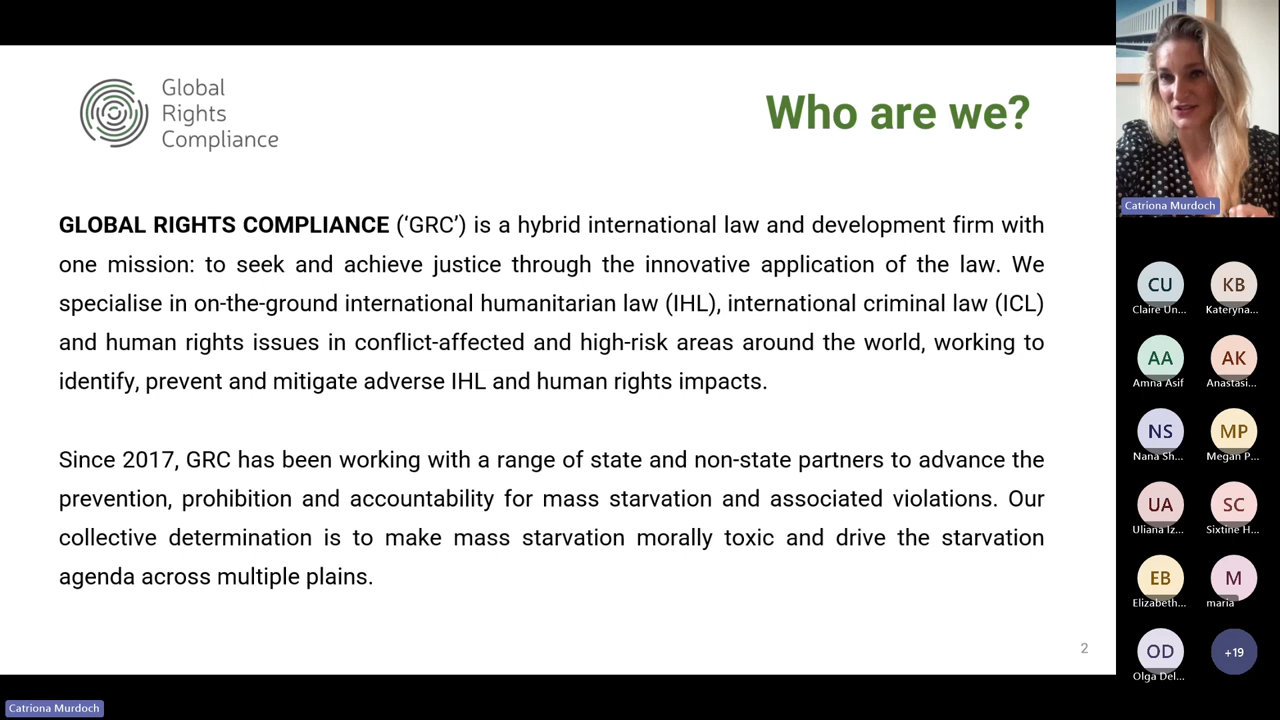 Global
Rights
Compliance
Who are we?
GLOBAL RIGHTS COMPLIANCE (‘GRC’) is a hybrid international law and development firm with
one mission: to seek and achieve justice through the innovative application of the law. We
specialise in on-the-ground international humanitarian law (IHL), international criminal law (ICL)
and human rights issues in conflict-affected and high-risk areas around the world, working to
identify, prevent and mitigate adverse IHL and human rights impacts.
Since 2017, GRC has been working with a range of state and non-state partners to advance the
prevention, prohibition and accountability for mass starvation and associated violations. Our
collective determination is to make mass starvation morally toxic and drive the starvation
agenda across multiple plains.
2
Catriona Murdoch
CU
KB
Claire Un...
Kateryna...
AA
AK
Amna Asif
Anastasi...
NS
MP
Nana Sh...
Megan P...
UA
SC
Uliana Iz...
Sixtine H...
EB
M
Elizabeth...
maria
OD
+19
Olga Del...
Catriona Murdoch